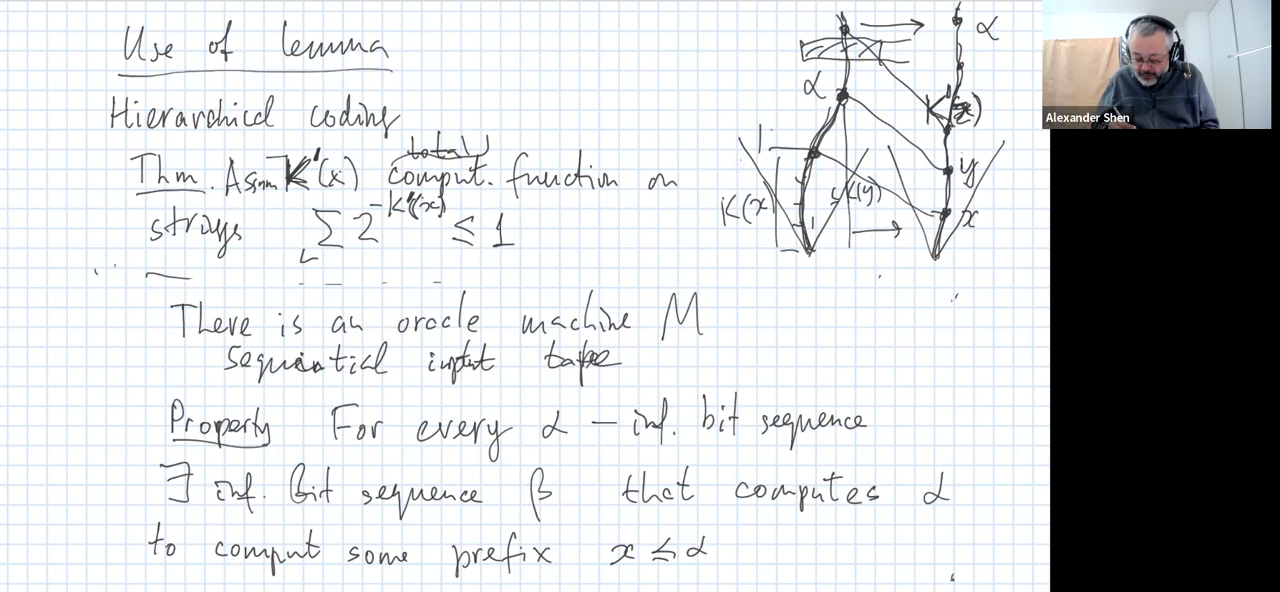 Use of lemma
Hierarchical coding
total
Thm. Assum K'(x) comput. function on
strings ∑ 2^{-K'(x)} ≤ 1
There is an oracle machine M
sequential input tape
Property For every α – inf. bit sequence
∃ inf. bit sequence β that computes α
to comput some prefix x ≤ α
α
α
y
x
K(x)
K(y)
Alexander Shen